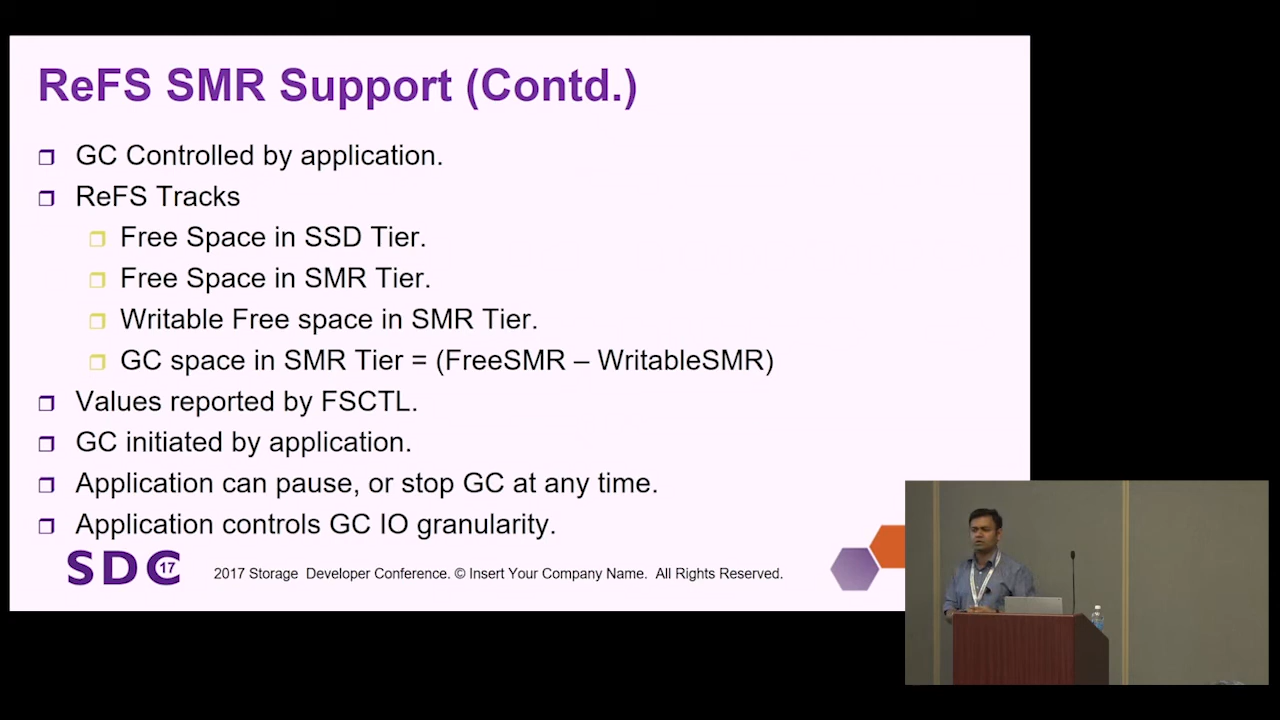 ReFS SMR Support (Contd.)
GC Controlled by application.
ReFS Tracks
Free Space in SSD Tier.
Free Space in SMR Tier.
Writable Free space in SMR Tier.
GC space in SMR Tier = (FreeSMR – WritableSMR)
Values reported by FSCTL.
GC initiated by application.
Application can pause, or stop GC at any time.
Application controls GC IO granularity.
SDC 17
2017 Storage Developer Conference. © Insert Your Company Name. All Rights Reserved.